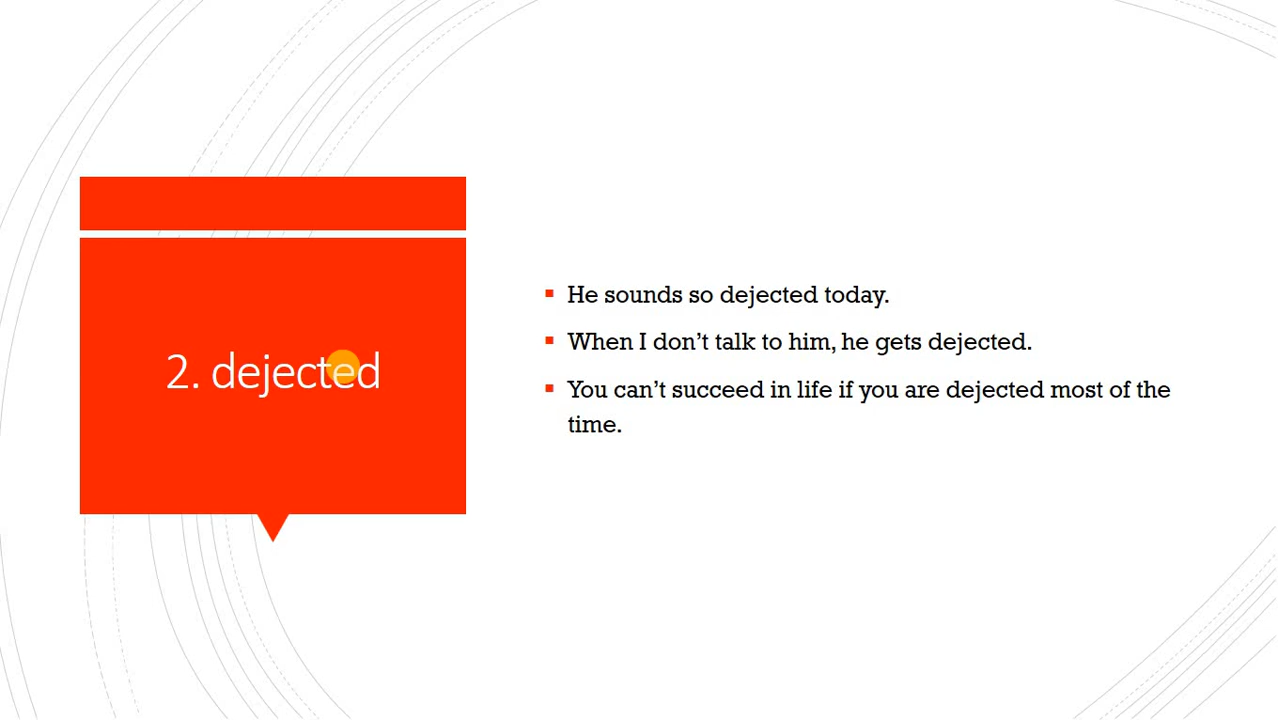 2. dejected
He sounds so dejected today.
When I don't talk to him, he gets dejected.
You can't succeed in life if you are dejected most of the
time.